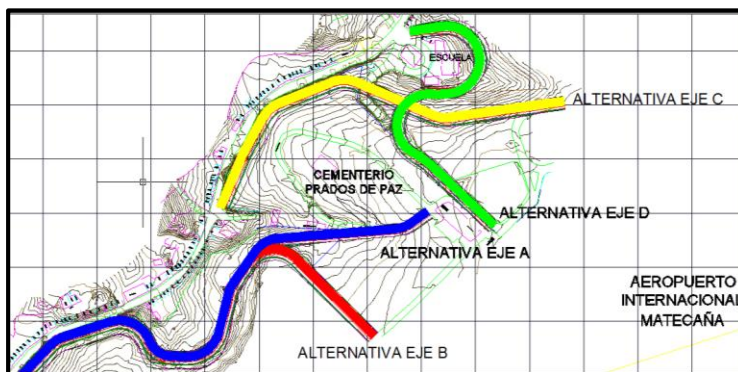 ESCUELA
ALTERNATIVA EJE C
CEMENTERIO
PRADOS DE PAZ
ALTERNATIVA EJE D
ALTERNATIVA EJE A
AEROPUERTO
INTERNACIONAL
MATECAÑA
ALTERNATIVA EJE B